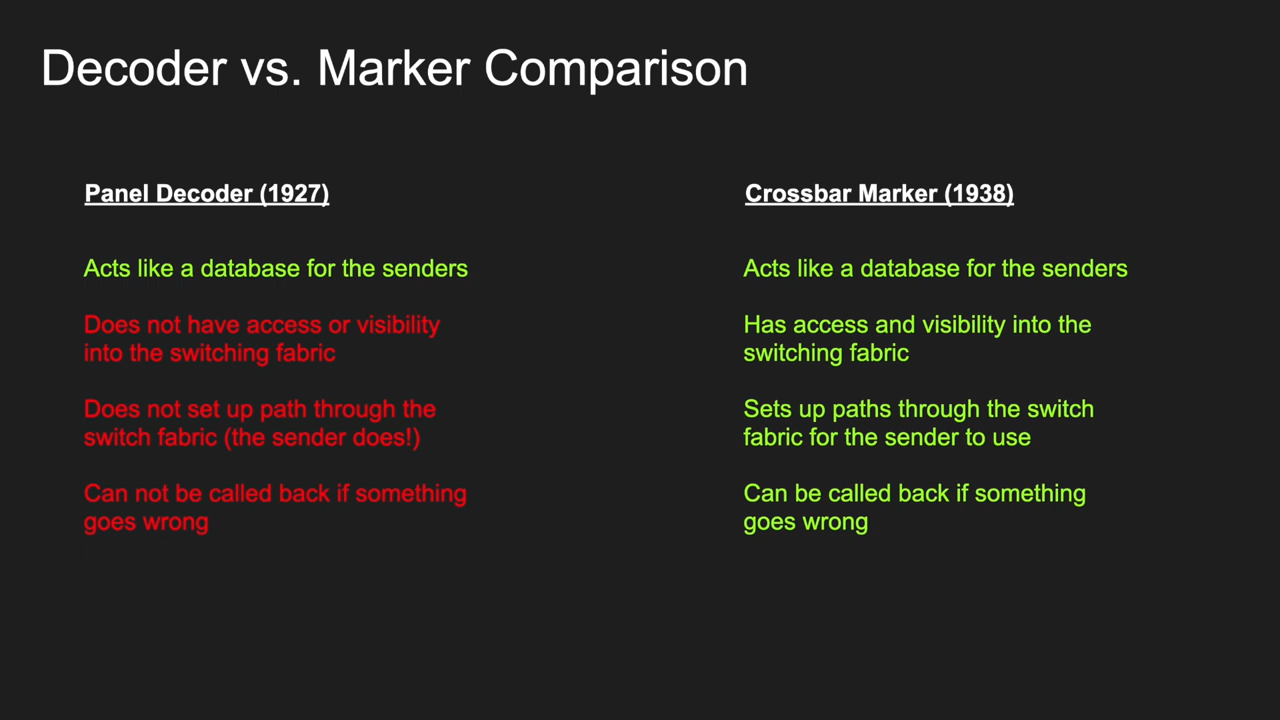 Decoder vs. Marker Comparison
Panel Decoder (1927)
Acts like a database for the senders
Does not have access or visibility
into the switching fabric
Does not set up path through the
switch fabric (the sender does!)
Can not be called back if something
goes wrong
Crossbar Marker (1938)
Acts like a database for the senders
Has access and visibility into the
switching fabric
Sets up paths through the switch
fabric for the sender to use
Can be called back if something
goes wrong